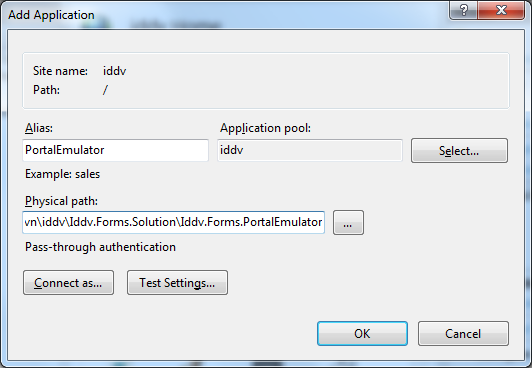 Add Application
Site name: iddv
Path: /
Alias: Application pool:
PortalEmulator iddv Select...
Example: sales
Physical path:
vn\iddv\Iddv.Forms.Solution\Iddv.Forms.PortalEmulator ...
Pass-through authentication
Connect as... Test Settings...
OK Cancel